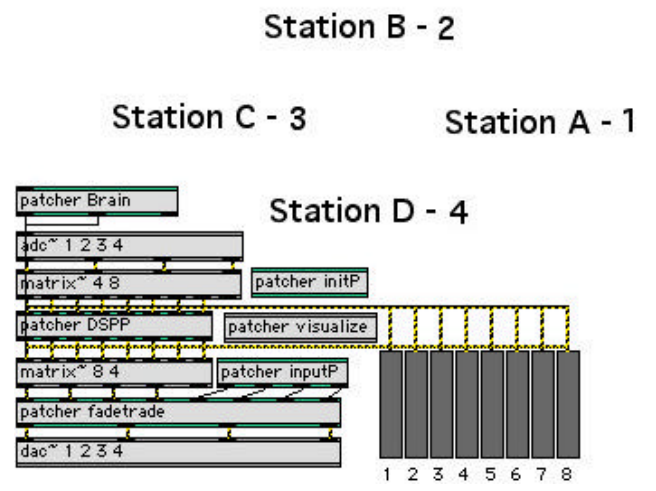 Station B - 2
Station C - 3
Station A - 1
patcher Brain
Station D - 4
adc~ 1 2 3 4
matrix~ 4 8
patcher initP
patcher DSPP
patcher visualize
matrix~ 8 4
patcher inputP
patcher fadetrade
dac~ 1 2 3 4
1 2 3 4 5 6 7 8